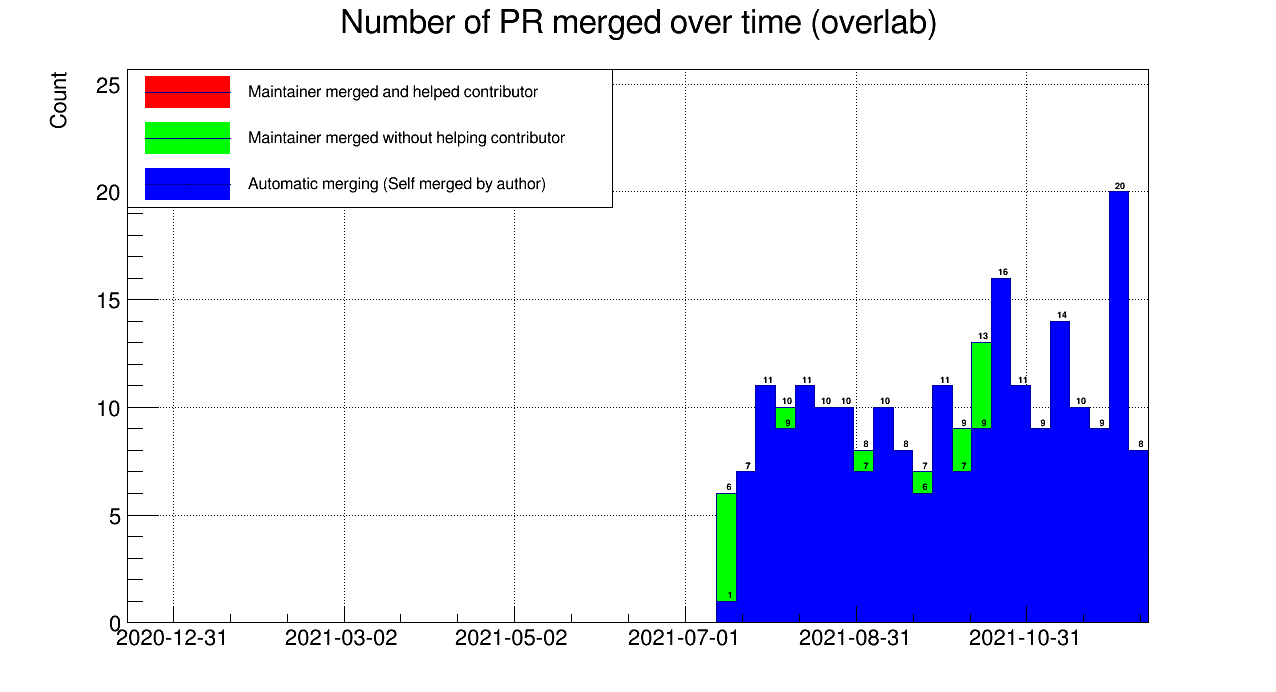 Number of PR merged over time (overlab)
Count
25
20
15
10
5
0
Maintainer merged and helped contributor
Maintainer merged without helping contributor
Automatic merging (Self merged by author)
6 1 7 11 10 9 11 10 10 8 7 10 8 7 6 11 9 7 13 9 16 11 9 14 10 9 20 8
2020-12-31 2021-03-02 2021-05-02 2021-07-01 2021-08-31 2021-10-31